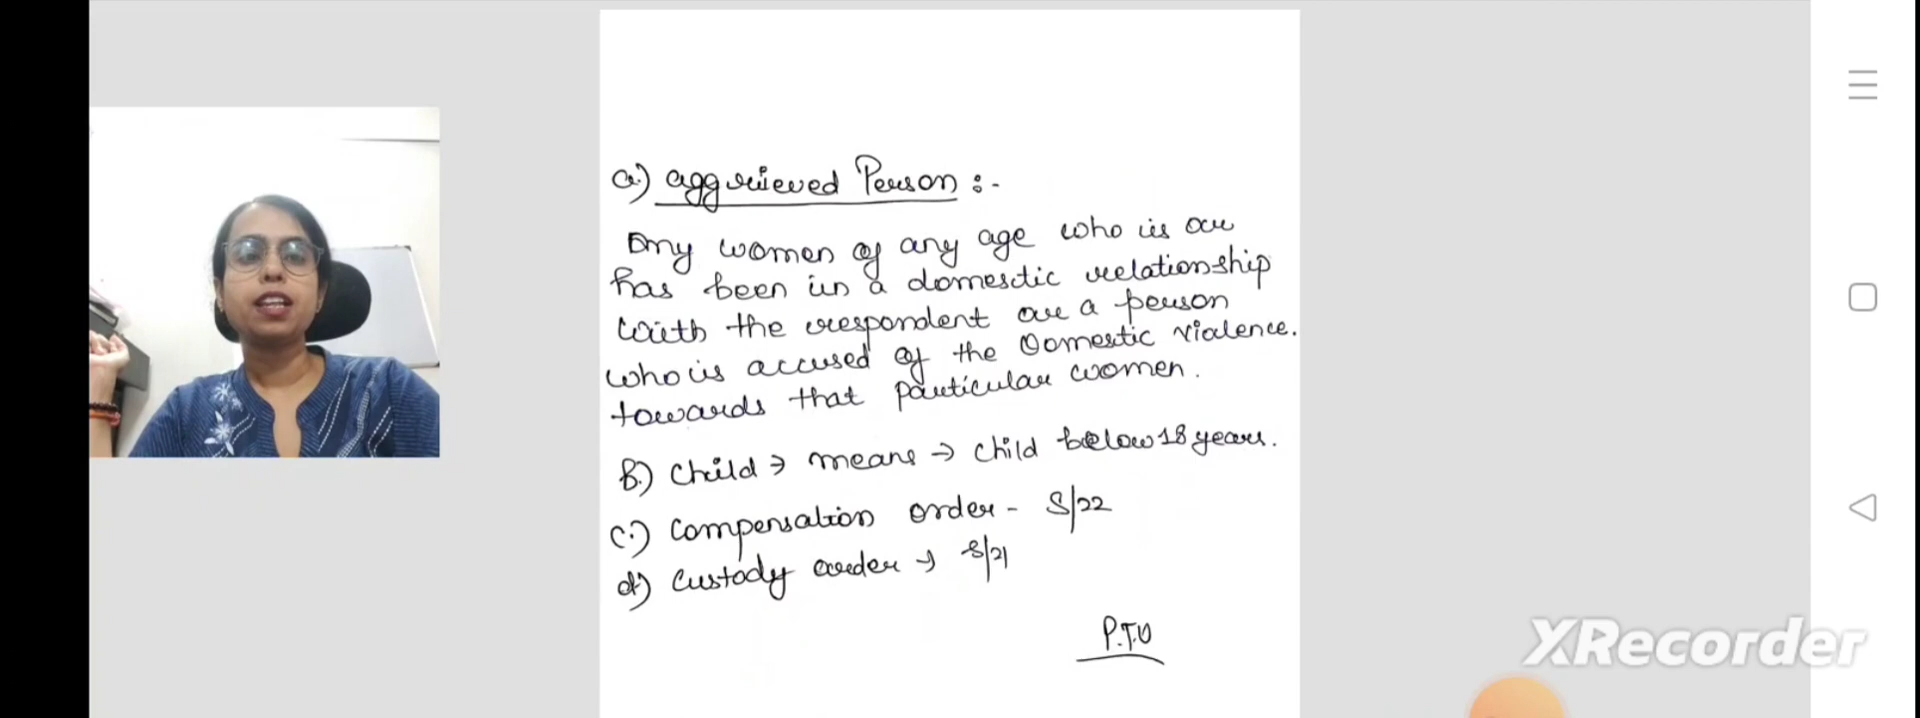 a.) aggrieved Person :-
Any women of any age who is or
has been in a domestic relationship
with the respondent or a person
who is accused of the Domestic violence.
towards that particular women.
B.) Child → means → child below 18 years.
C.) Compensation order - S/22
d) Custody order → S/21
P.T.O
XRecorder